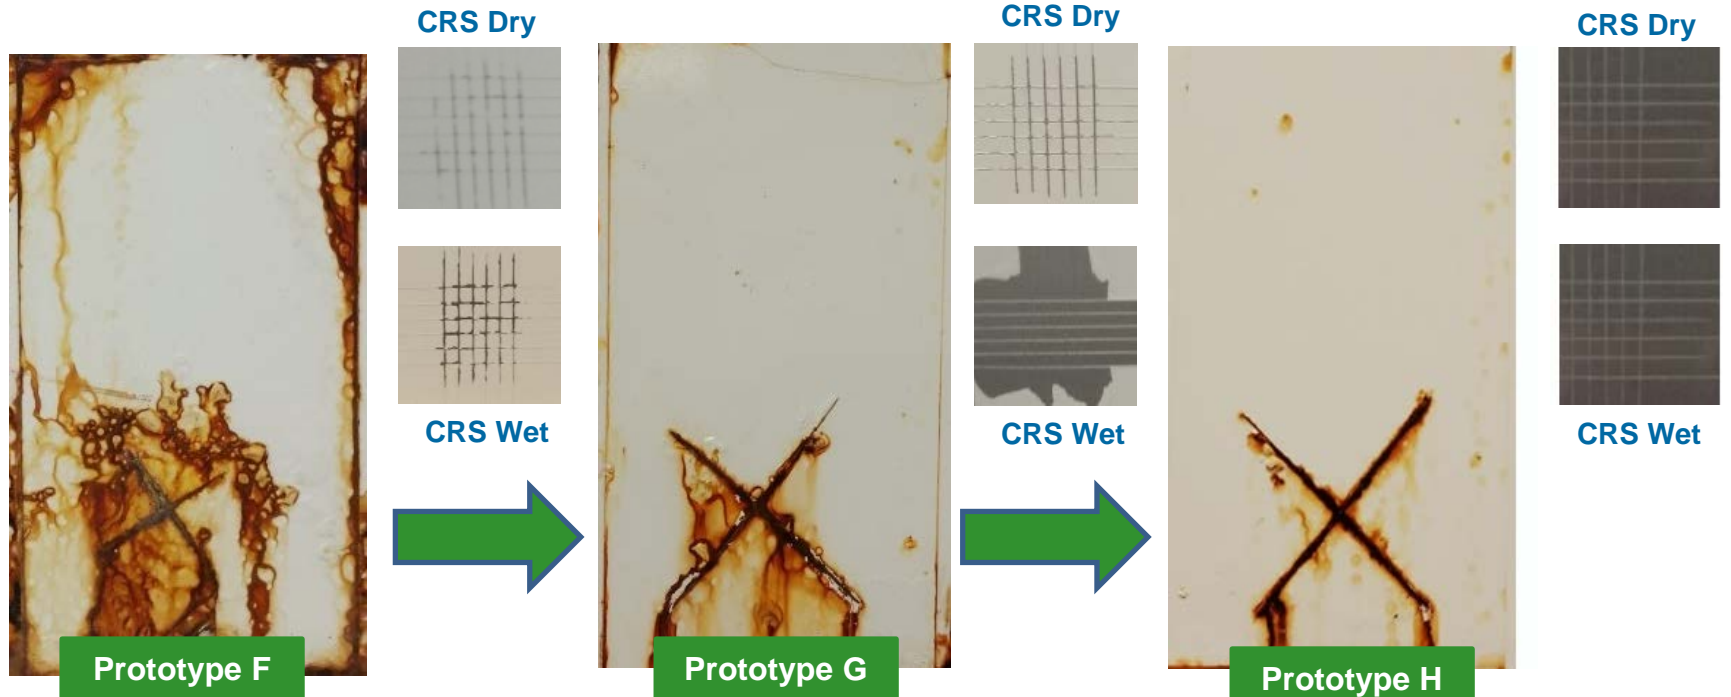 CRS Dry
CRS Wet
Prototype F
CRS Dry
CRS Wet
Prototype G
CRS Dry
CRS Wet
Prototype H